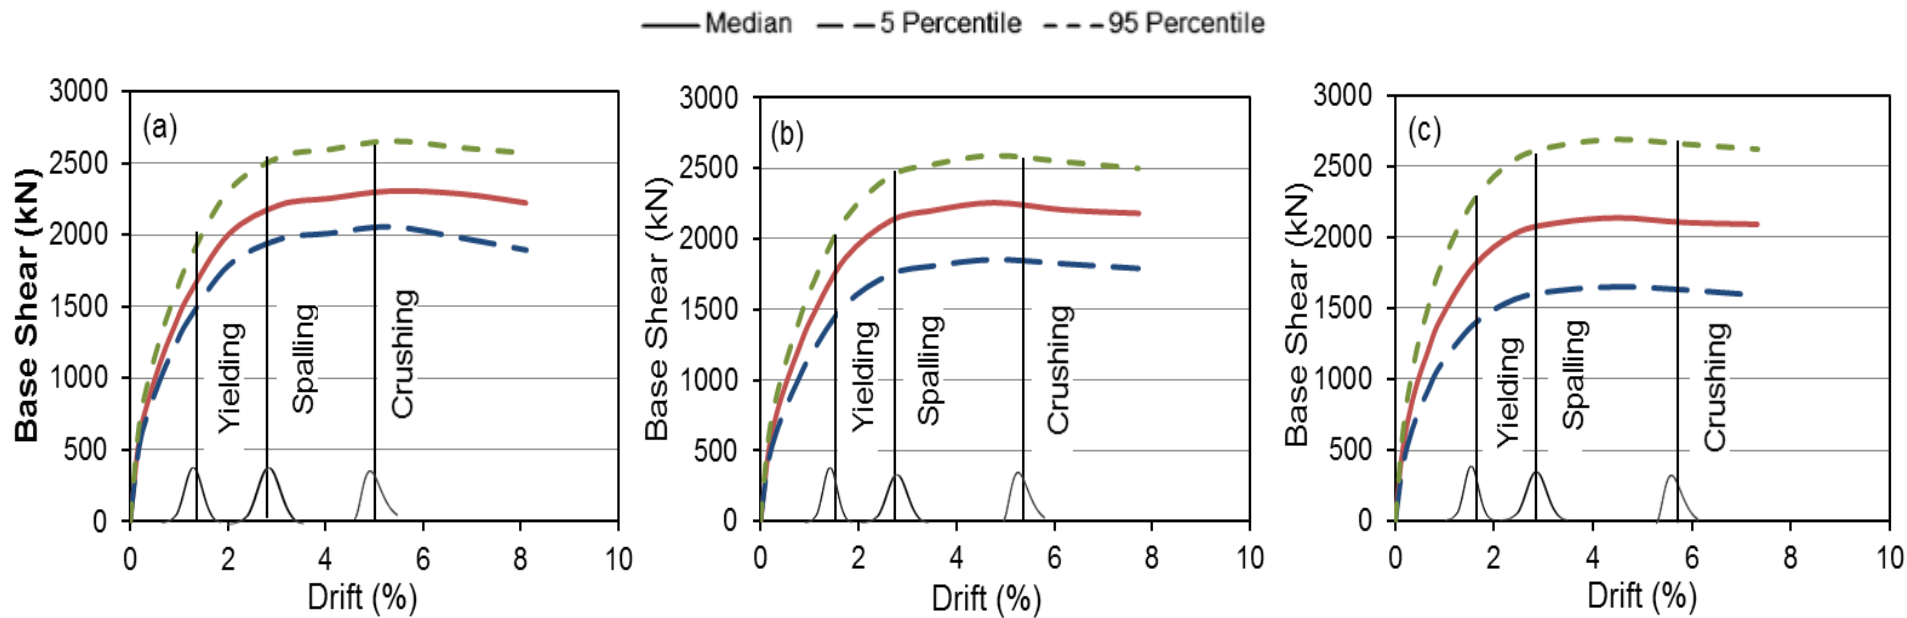 Median 5 Percentile 95 Percentile
(a)
Base Shear (kN)
3000
2500
2000
1500
1000
500
0
Yielding
Spalling
Crushing
0 2 4 6 8 10
Drift (%)
(b)
Base Shear (kN)
3000
2500
2000
1500
1000
500
0
Yielding
Spalling
Crushing
0 2 4 6 8 10
Drift (%)
(c)
Base Shear (kN)
3000
2500
2000
1500
1000
500
0
Yielding
Spalling
Crushing
0 2 4 6 8 10
Drift (%)